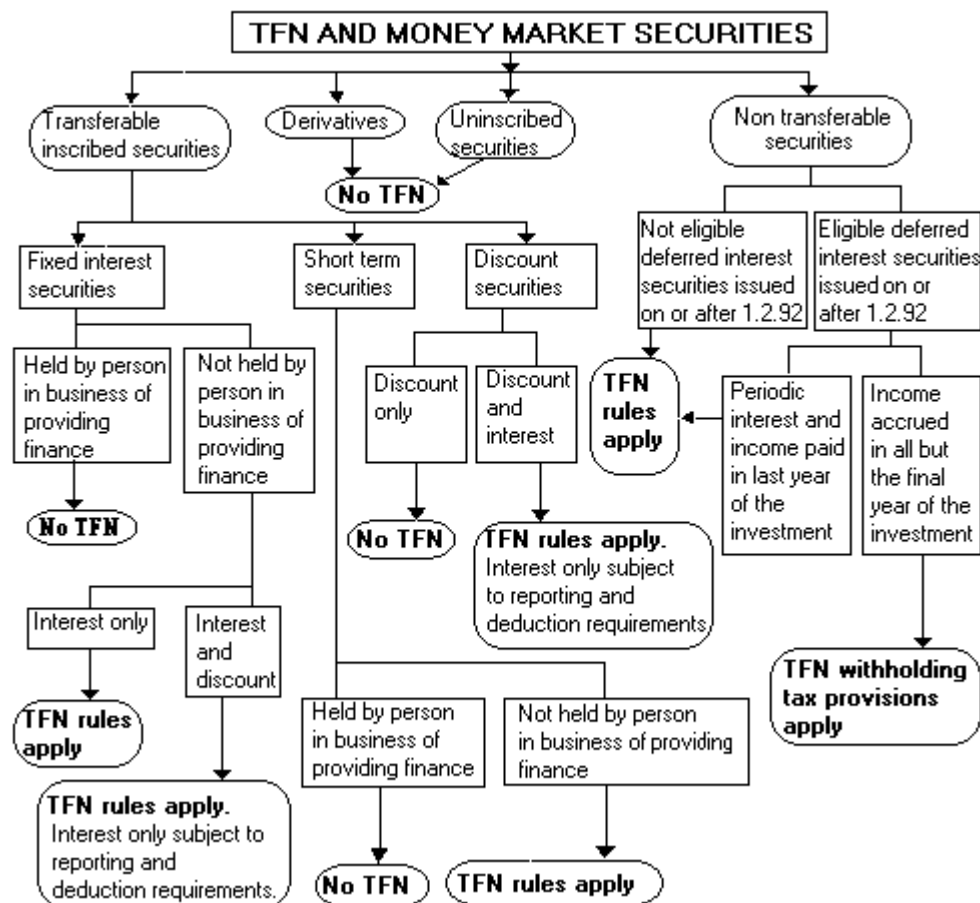 TFN AND MONEY MARKET SECURITIES
Transferable
inscribed securities
Derivatives
Uninscribed
securities
Non transferable
securities
No TFN
Fixed interest
securities
Short term
securities
Discount
securities
Not eligible
deferred interest
securities issued
on or after 1.2.92
Eligible deferred
interest securities
issued on or
after 1.2.92
Held by person
in business of
providing
finance
Not held by
person in
business of
providing
finance
Discount
only
Discount
and
interest
TFN
rules
apply
Periodic
interest and
income paid
in last year
of the
investment
Income
accrued
in all but
the final
year of the
investment
No TFN
No TFN
TFN rules apply.
Interest only subject
to reporting and
deduction requirements
Interest only
Interest
and
discount
TFN withholding
tax provisions
apply
TFN rules
apply
Held by person
in business of
providing finance
Not held by person
in business of providing
finance
TFN rules apply.
Interest only subject to
reporting and
deduction requirements.
No TFN
TFN rules apply